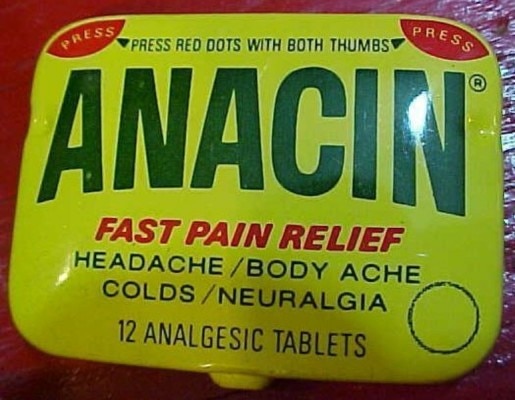 PRESS ▼PRESS RED DOTS WITH BOTH THUMBS▼ PRESS
ANACIN®
FAST PAIN RELIEF
HEADACHE/BODY ACHE
COLDS/NEURALGIA
12 ANALGESIC TABLETS